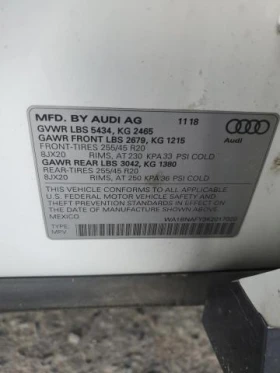 MFD. BY AUDI AG 11 18
GVWR LBS 5434, KG 2465
GAWR FRONT LBS 2679, KG 1215
FRONT-TIRES 255/45 R20
8JX20 RIMS, AT 230 KPA 33 PSI COLD
GAWR REAR LBS 3042, KG 1380
REAR-TIRES 255/45 R20
8JX20 RIMS, AT 250 KPA 36 PSI COLD
THIS VEHICLE CONFORMS TO ALL APPLICABLE
U.S. FEDERAL MOTOR VEHICLE SAFETY AND
THEFT PREVENTION STANDARDS IN EFFECT
ON THE DATE OF MANUFACTURE SHOWN ABOVE.
MEXICO
TYPE: MPV
Audi